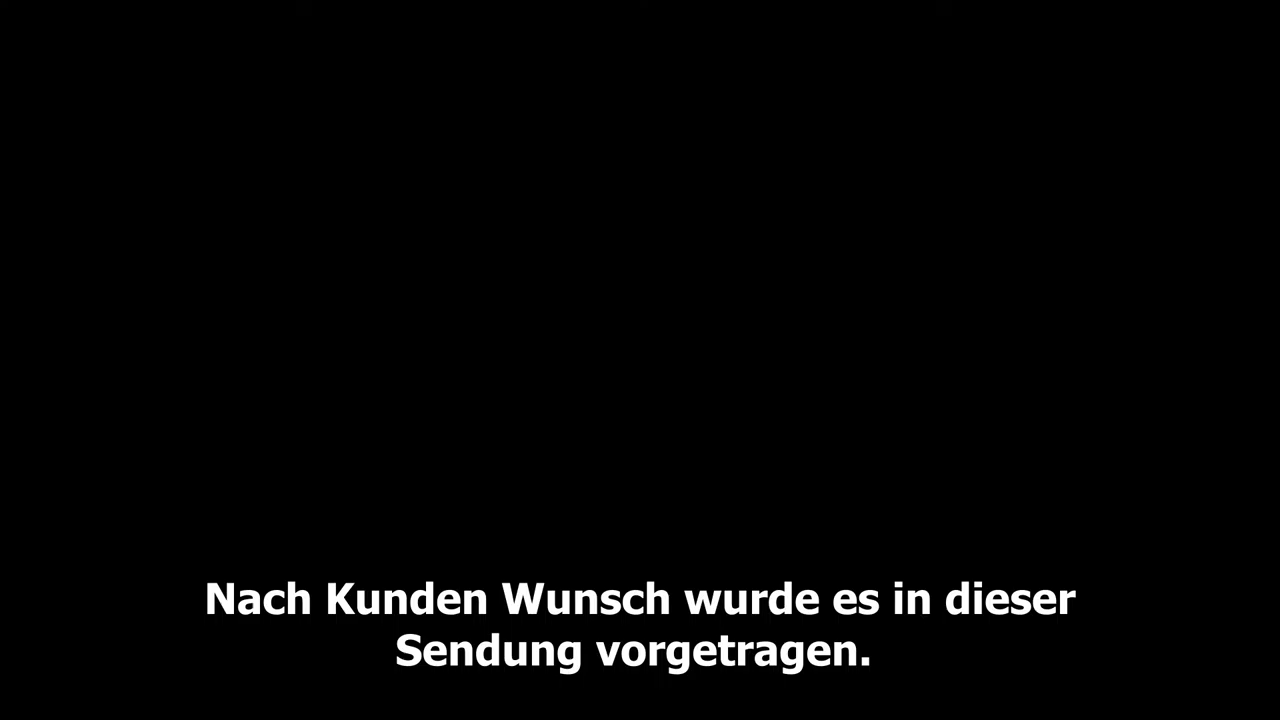 Nach Kunden Wunsch wurde es in dieser
Sendung vorgetragen.